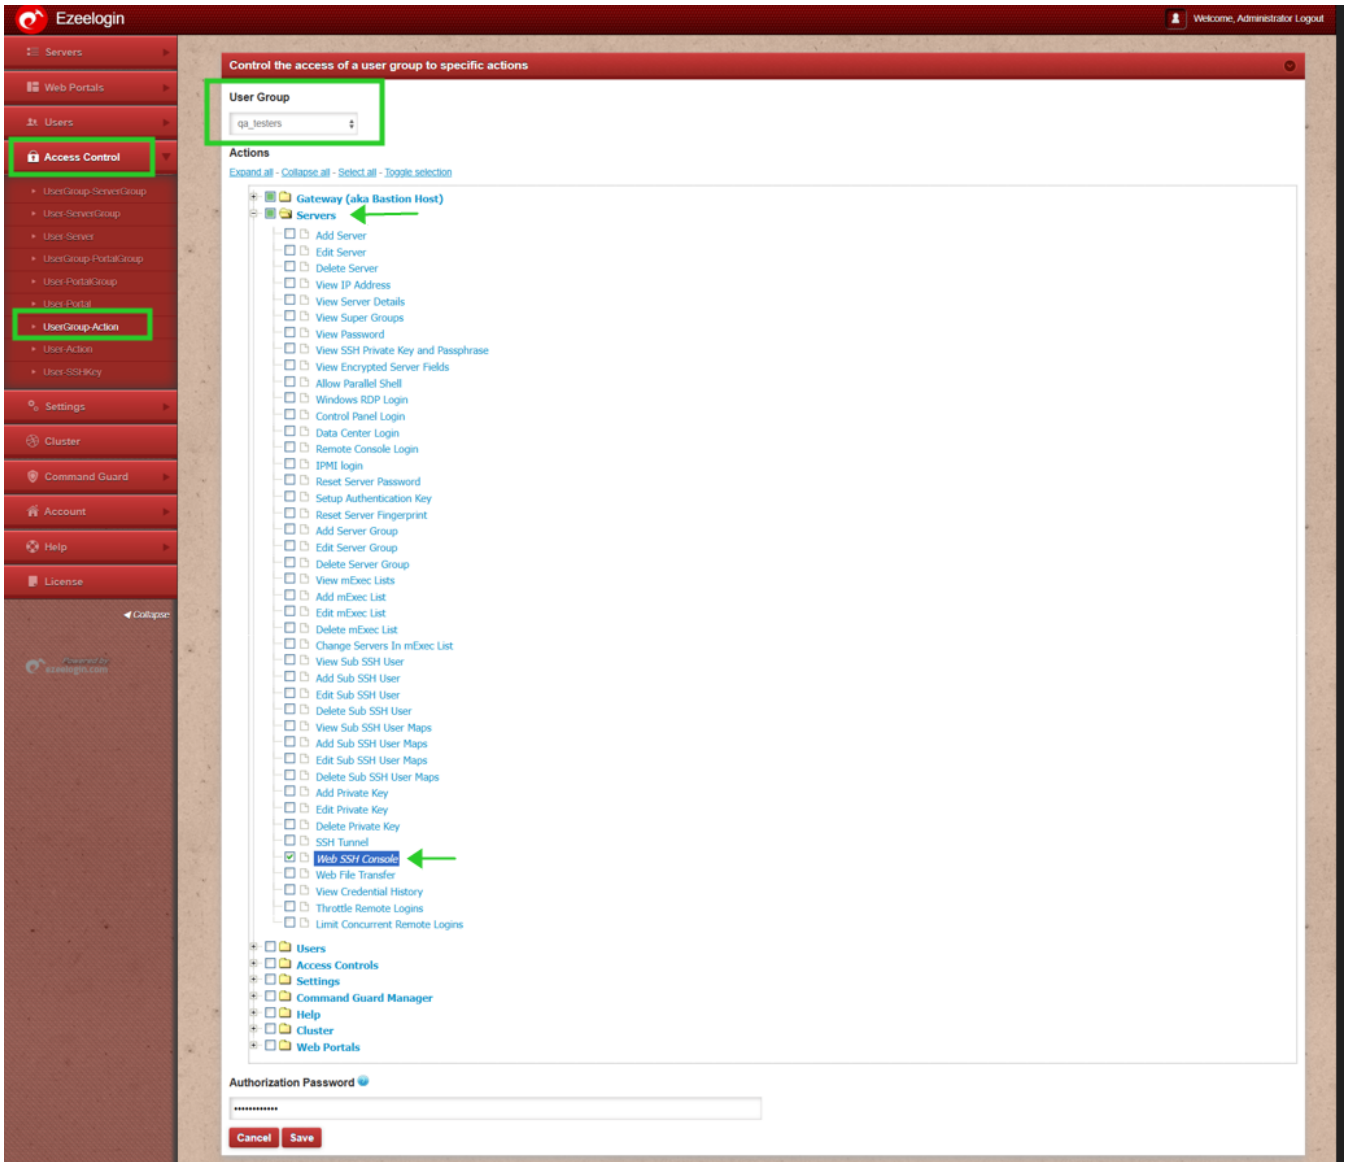 Ezeelogin
Welcome, Administrator Logout
Servers
Web Portals
Users
Access Control
UserGroup-ServerGroup
User-ServerGroup
User-Server
UserGroup-PortalGroup
User-PortalGroup
User-Portal
UserGroup-Action
User-Action
User-SSHKey
Settings
Cluster
Command Guard
Account
Help
License
Collapse
Powered by
ezeelogin.com
Control the access of a user group to specific actions
User Group
qa_testers
Actions
Expand all - Collapse all - Select all - Toggle selection
Gateway (aka Bastion Host)
Servers
Add Server
Edit Server
Delete Server
View IP Address
View Server Details
View Super Groups
View Password
View SSH Private Key and Passphrase
View Encrypted Server Fields
Allow Parallel Shell
Windows RDP Login
Control Panel Login
Data Center Login
Remote Console Login
IPMI login
Reset Server Password
Setup Authentication Key
Reset Server Fingerprint
Add Server Group
Edit Server Group
Delete Server Group
View mExec Lists
Add mExec List
Edit mExec List
Delete mExec List
Change Servers In mExec List
View Sub SSH User
Add Sub SSH User
Edit Sub SSH User
Delete Sub SSH User
View Sub SSH User Maps
Add Sub SSH User Maps
Edit Sub SSH User Maps
Delete Sub SSH User Maps
Add Private Key
Edit Private Key
Delete Private Key
SSH Tunnel
Web SSH Console
Web File Transfer
View Credential History
Throttle Remote Logins
Limit Concurrent Remote Logins
Users
Access Controls
Settings
Command Guard Manager
Help
Cluster
Web Portals
Authorization Password
••••••••••••
Cancel Save